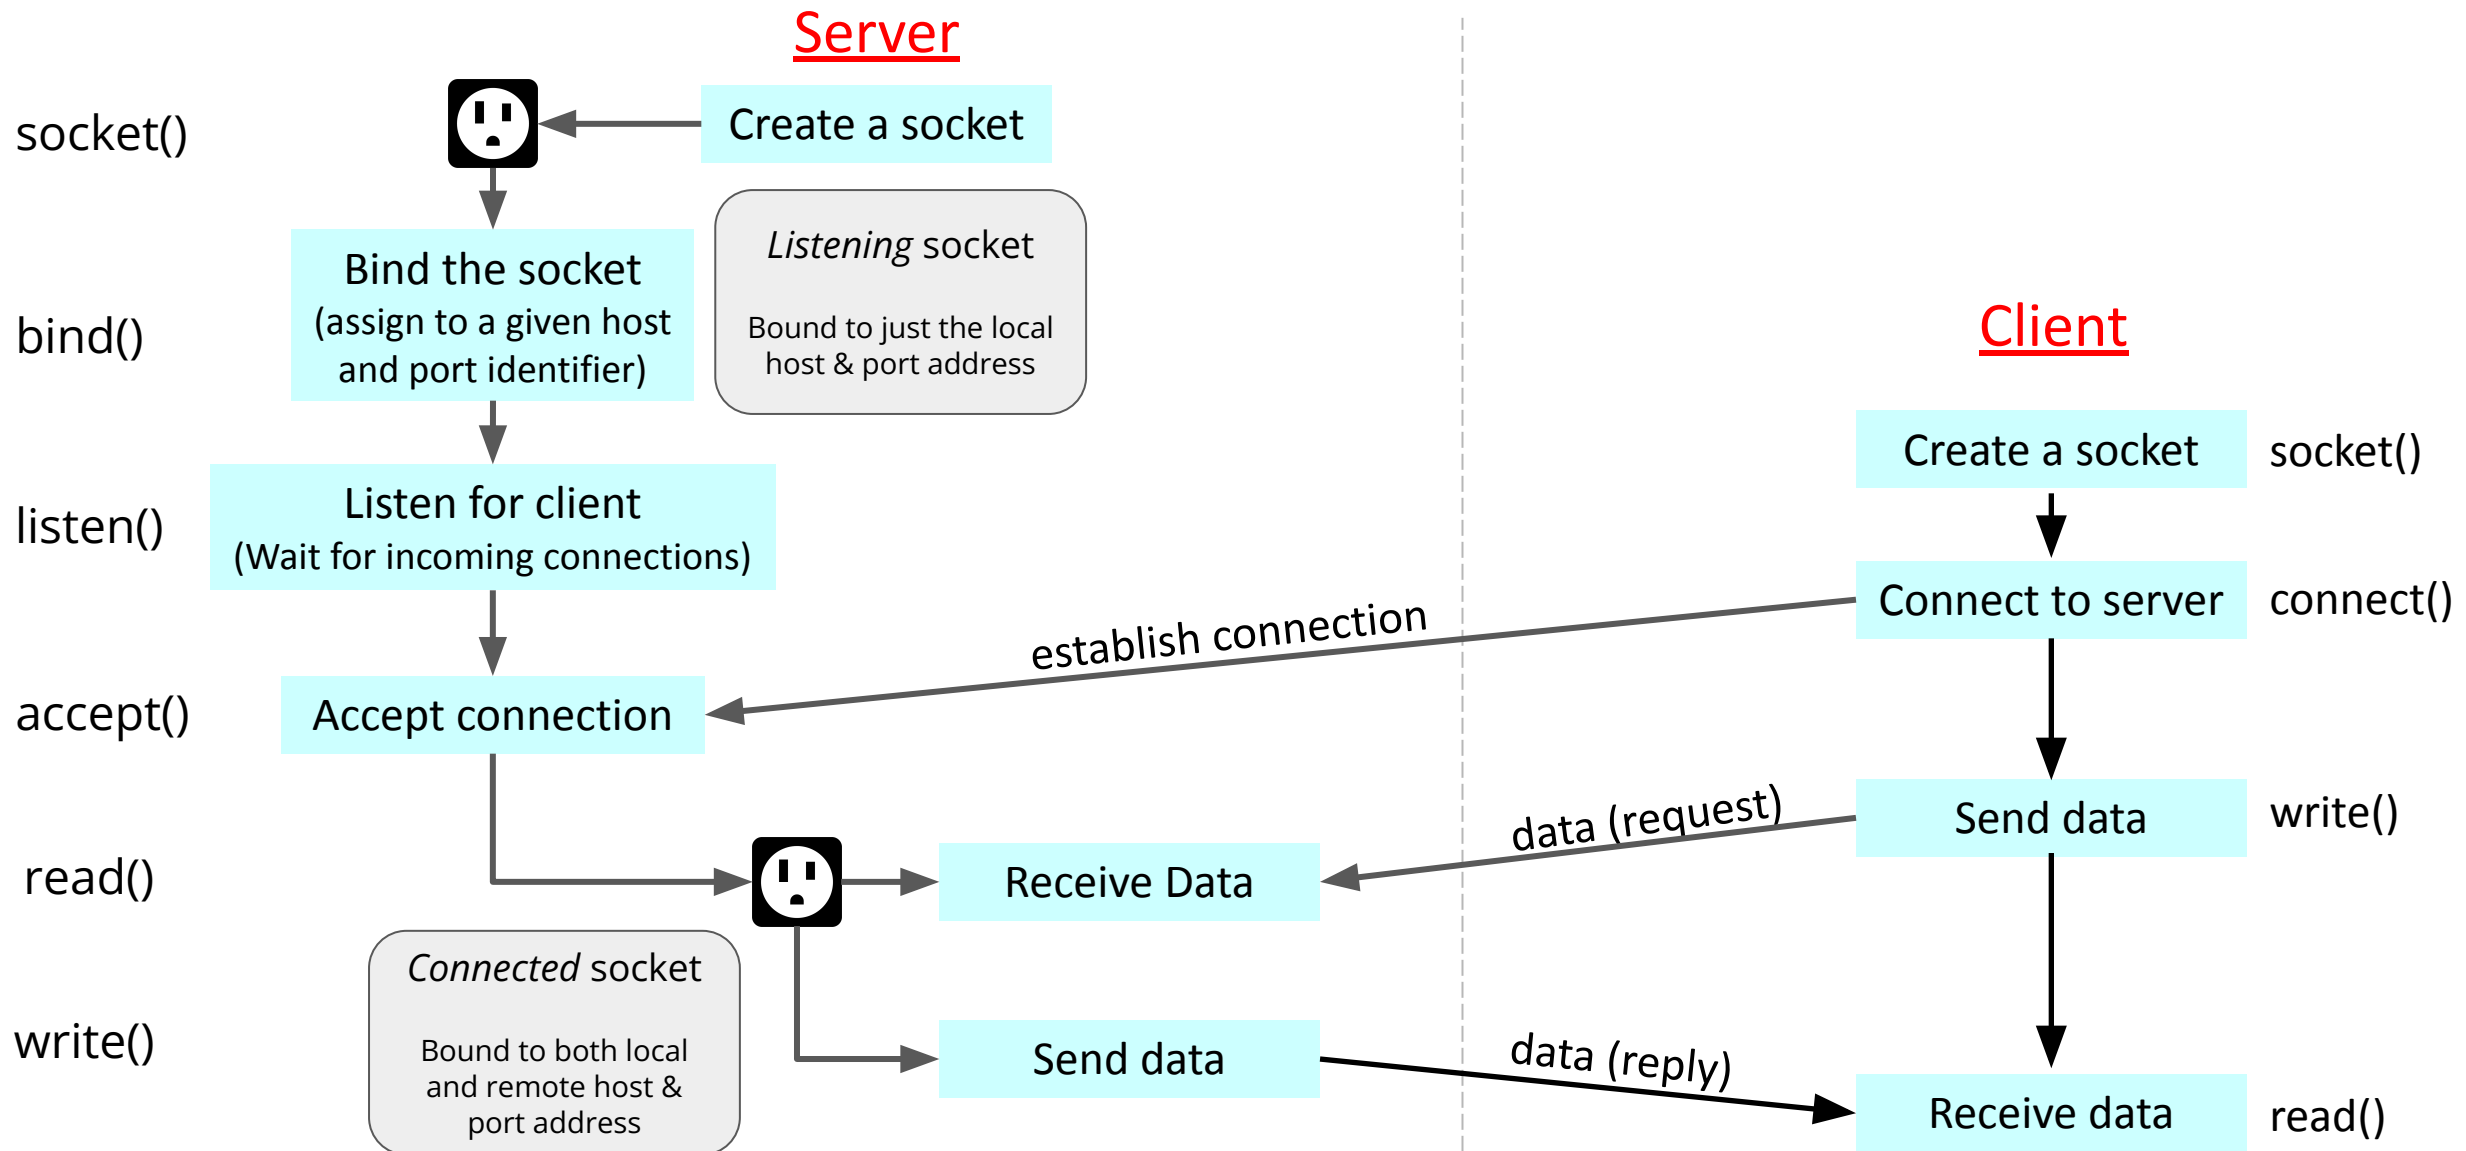 Server
socket()
Create a socket
Listening socket
Bound to just the local
host & port address
bind()
Bind the socket
(assign to a given host
and port identifier)
listen()
Listen for client
(Wait for incoming connections)
accept()
Accept connection
establish connection
read()
Receive Data
data (request)
Connected socket
Bound to both local
and remote host &
port address
write()
Send data
data (reply)
Client
Create a socket
socket()
Connect to server
connect()
Send data
write()
Receive data
read()